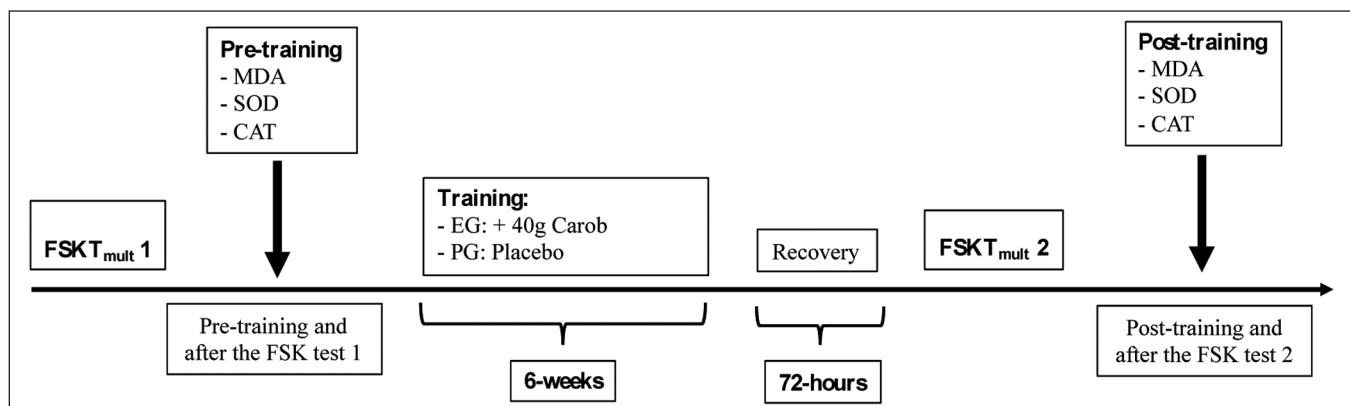 Pre-training
- MDA
- SOD
- CAT
Post-training
- MDA
- SOD
- CAT
FSKTmult 1
Training:
- EG: + 40g Carob
- PG: Placebo
Recovery
FSKTmult 2
Pre-training and
after the FSK test 1
6-weeks
72-hours
Post-training and
after the FSK test 2